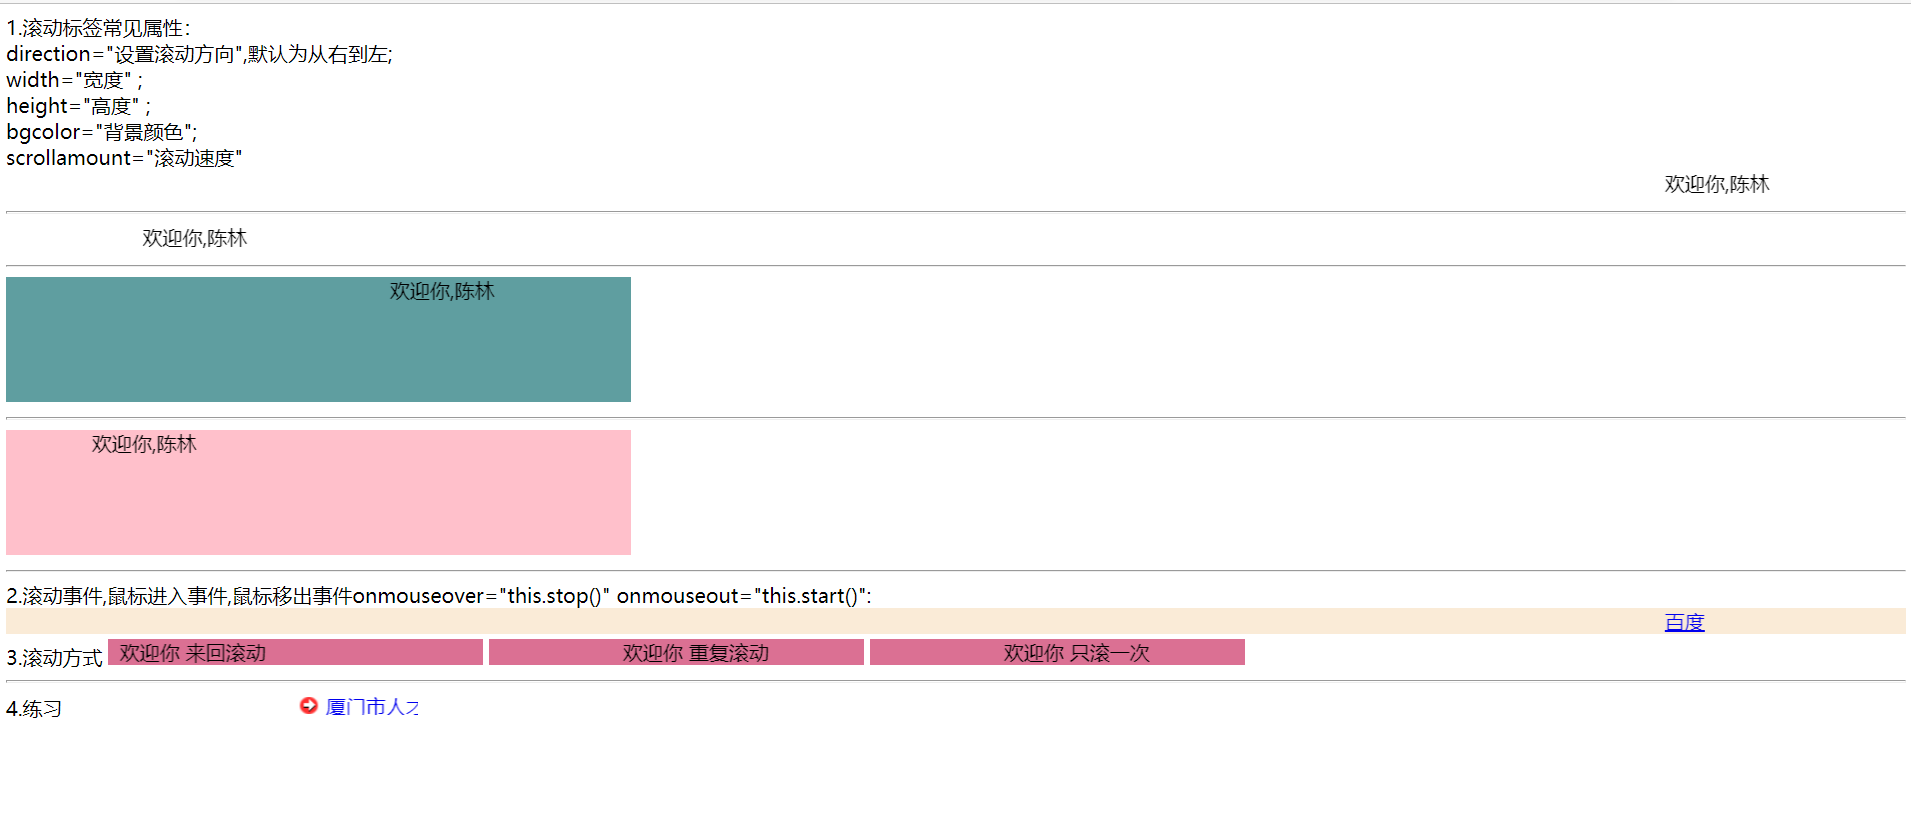 1.滚动标签常见属性：
direction="设置滚动方向",默认为从右到左;
width="宽度" ;
height="高度" ;
bgcolor="背景颜色";
scrollamount="滚动速度"
欢迎你,陈林
欢迎你,陈林
欢迎你,陈林
欢迎你,陈林
2.滚动事件,鼠标进入事件,鼠标移出事件onmouseover="this.stop()" onmouseout="this.start()":
百度
3.滚动方式 欢迎你 来回滚动 欢迎你 重复滚动 欢迎你 只滚一次
4.练习 厦门市人